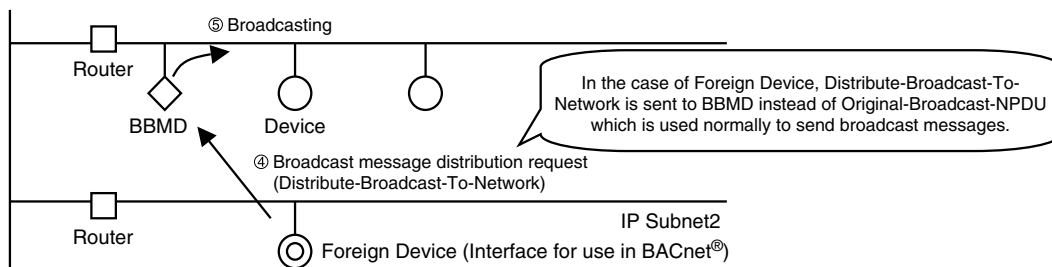 ⑤ Broadcasting
Router
BBMD
Device
In the case of Foreign Device, Distribute-Broadcast-To-
Network is sent to BBMD instead of Original-Broadcast-NPDU
which is used normally to send broadcast messages.
④ Broadcast message distribution request
(Distribute-Broadcast-To-Network)
IP Subnet2
Router
Foreign Device (Interface for use in BACnet®)